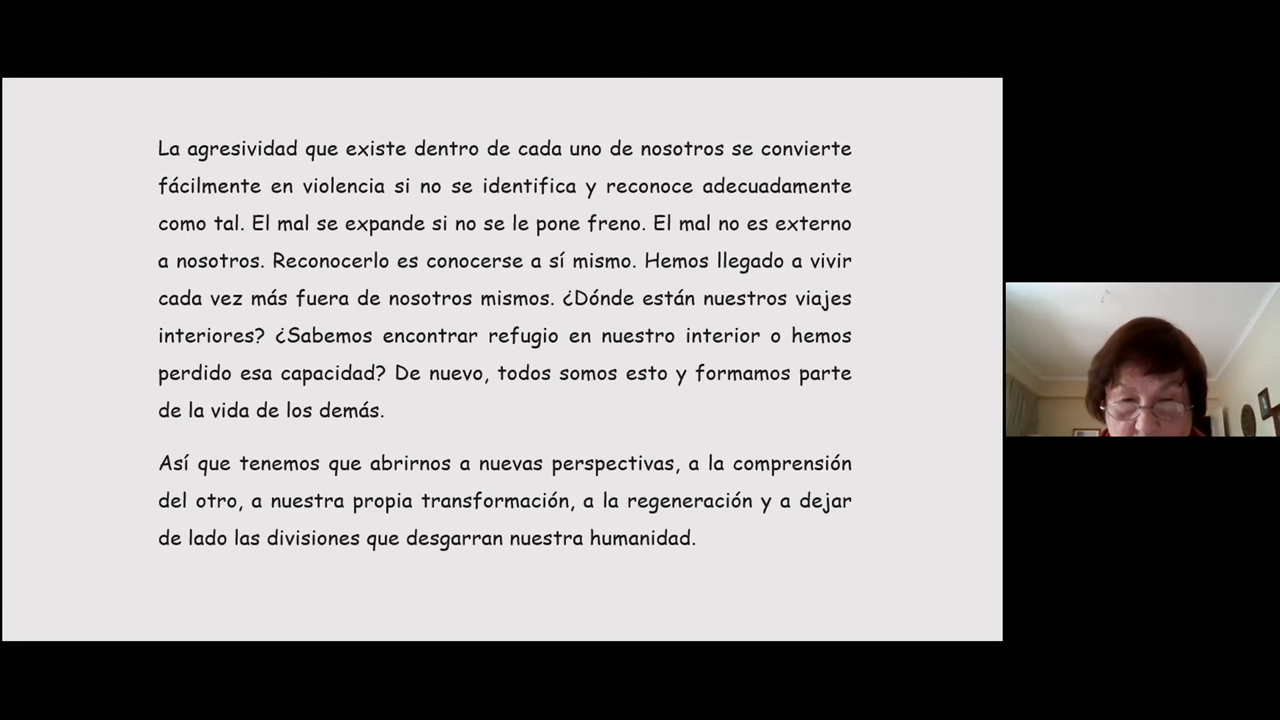 La agresividad que existe dentro de cada uno de nosotros se convierte
fácilmente en violencia si no se identifica y reconoce adecuadamente
como tal. El mal se expande si no se le pone freno. El mal no es externo
a nosotros. Reconocerlo es conocerse a sí mismo. Hemos llegado a vivir
cada vez más fuera de nosotros mismos. ¿Dónde están nuestros viajes
interiores? ¿Sabemos encontrar refugio en nuestro interior o hemos
perdido esa capacidad? De nuevo, todos somos esto y formamos parte
de la vida de los demás.
Así que tenemos que abrirnos a nuevas perspectivas, a la comprensión
del otro, a nuestra propia transformación, a la regeneración y a dejar
de lado las divisiones que desgarran nuestra humanidad.